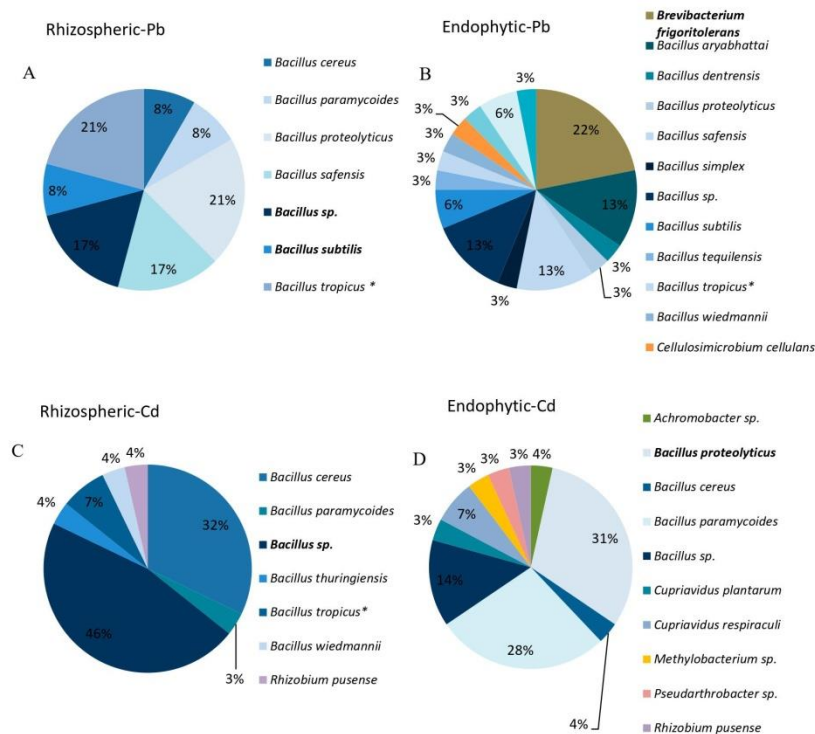 Rhizospheric-Pb
A
8%
8%
21%
17%
17%
8%
21%
Bacillus cereus
Bacillus paramycoides
Bacillus proteolyticus
Bacillus safensis
Bacillus sp.
Bacillus subtilis
Bacillus tropicus *
Endophytic-Pb
B
22%
13%
3%
3%
13%
3%
13%
6%
3%
3%
3%
3%
3%
6%
3%
Brevibacterium
frigoritolerans
Bacillus aryabhattai
Bacillus dentrensis
Bacillus proteolyticus
Bacillus safensis
Bacillus simplex
Bacillus sp.
Bacillus subtilis
Bacillus tequilensis
Bacillus tropicus*
Bacillus wiedmannii
Cellulosimicrobium cellulans
Rhizospheric-Cd
C
32%
3%
46%
4%
7%
4%
4%
Bacillus cereus
Bacillus paramycoides
Bacillus sp.
Bacillus thuringiensis
Bacillus tropicus*
Bacillus wiedmannii
Rhizobium pusense
Endophytic-Cd
D
4%
31%
4%
28%
14%
3%
7%
3%
3%
3%
Achromobacter sp.
Bacillus proteolyticus
Bacillus cereus
Bacillus paramycoides
Bacillus sp.
Cupriavidus plantarum
Cupriavidus respiraculi
Methylobacterium sp.
Pseudarthrobacter sp.
Rhizobium pusense